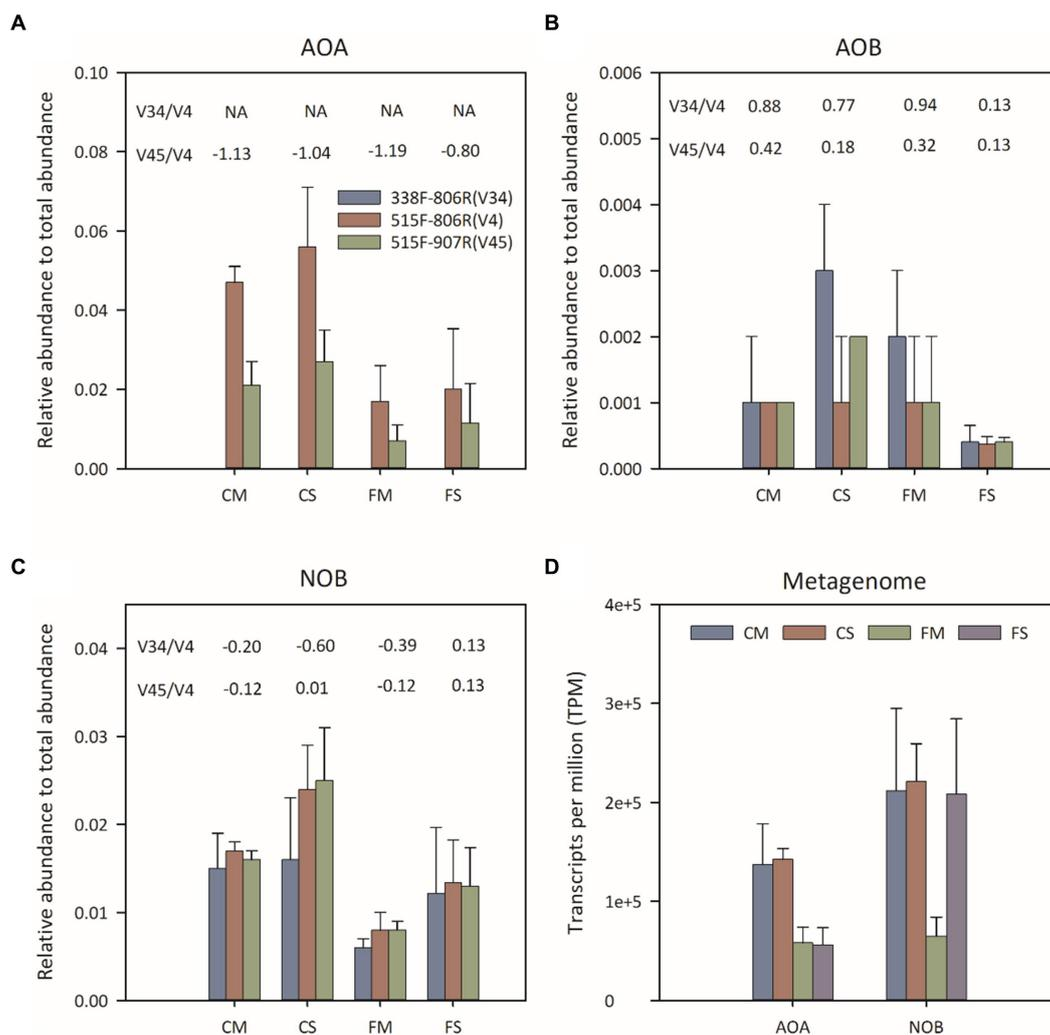 A
AOA
Relative abundance to total abundance
0.10
0.08
0.06
0.04
0.02
0.00
V34/V4 NA NA NA NA
V45/V4 -1.13 -1.04 -1.19 -0.80
338F-806R(V34)
515F-806R(V4)
515F-907R(V45)
CM CS FM FS
B
AOB
Relative abundance to total abundance
0.006
0.005
0.004
0.003
0.002
0.001
0.000
V34/V4 0.88 0.77 0.94 0.13
V45/V4 0.42 0.18 0.32 0.13
CM CS FM FS
C
NOB
Relative abundance to total abundance
0.04
0.03
0.02
0.01
0.00
V34/V4 -0.20 -0.60 -0.39 0.13
V45/V4 -0.12 0.01 -0.12 0.13
CM CS FM FS
D
Metagenome
Transcripts per million (TPM)
4e+5
3e+5
2e+5
1e+5
0
CM CS FM FS
AOA NOB